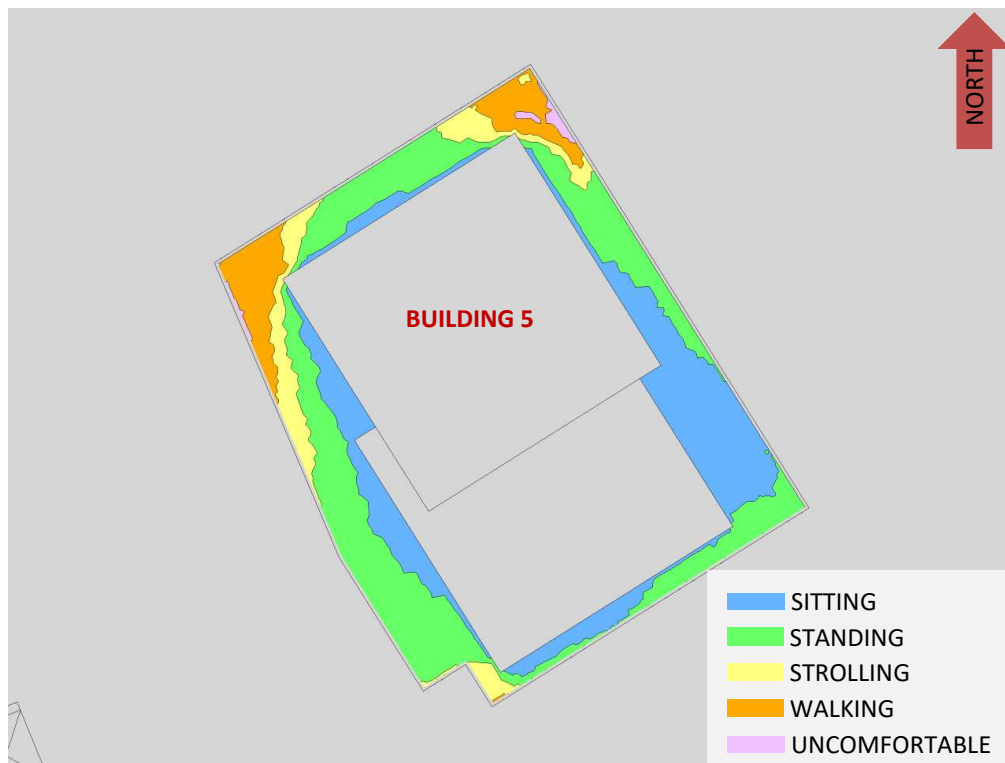 NORTH
BUILDING 5
SITTING
STANDING
STROLLING
WALKING
UNCOMFORTABLE